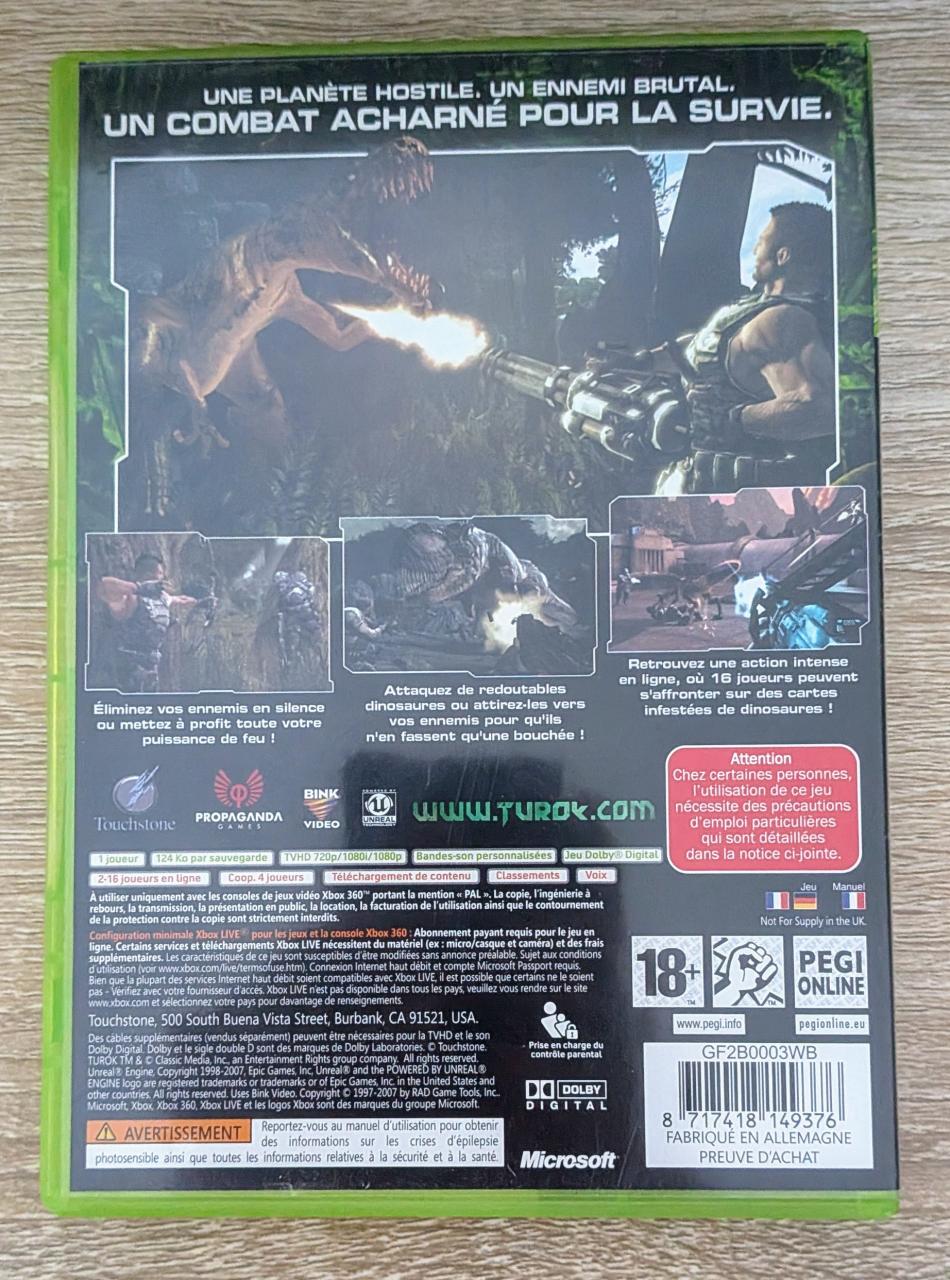 UNE PLANÈTE HOSTILE. UN ENNEMI BRUTAL.
UN COMBAT ACHARNÉ POUR LA SURVIE.
Éliminez vos ennemis en silence
ou mettez à profit toute votre
puissance de feu !
Attaquez de redoutables
dinosaures ou attirez-les vers
vos ennemis pour qu'ils
n'en fassent qu'une bouchée !
Retrouvez une action intense
en ligne, où 16 joueurs peuvent
s'affronter sur des cartes
infestées de dinosaures !
Touchstone
PROPAGANDA
GAMES
BINK
VIDEO
POWERED BY
UNREAL
TECHNOLOGY
WWW.TUROK.COM
Attention
Chez certaines personnes,
l'utilisation de ce jeu
nécessite des précautions
d'emploi particulières
qui sont détaillées
dans la notice ci-jointe.
1 joueur
124 Ko par sauvegarde
TVHD 720p/1080i/1080p
Bandes-son personnalisées
Jeu Dolby® Digital
2-16 joueurs en ligne
Coop. 4 joueurs
Téléchargement de contenu
Classements
Voix
À utiliser uniquement avec les consoles de jeux vidéo Xbox 360™ portant la mention « PAL ». La copie, l'ingénierie à
rebours, la transmission, la présentation en public, la location, la facturation de l'utilisation ainsi que le contournement
de la protection contre la copie sont strictement interdits.
Configuration minimale Xbox LIVE® pour les jeux et la console Xbox 360 : Abonnement payant requis pour le jeu en
ligne. Certains services et téléchargements Xbox LIVE nécessitent du matériel (ex : micro/casque et caméra) et des frais
supplémentaires. Les caractéristiques de ce jeu sont susceptibles d'être modifiées sans annonce préalable. Sujet aux conditions
d'utilisation (voir www.xbox.com/live/termsofuse.htm). Connexion Internet haut débit et compte Microsoft Passport requis.
Bien que la plupart des services Internet haut débit soient compatibles avec Xbox LIVE, il est possible que certains ne le soient
pas - Vérifiez avec votre fournisseur d'accès. Xbox LIVE n'est pas disponible dans tous les pays, veuillez vous rendre sur le site
www.xbox.com et sélectionnez votre pays pour davantage de renseignements.
Touchstone, 500 South Buena Vista Street, Burbank, CA 91521, USA.
Des câbles supplémentaires (vendus séparément) peuvent être nécessaires pour la TVHD et le son
Dolby Digital. Dolby et le sigle double D sont des marques de Dolby Laboratories. © Touchstone.
TUROK TM & © Classic Media, Inc., an Entertainment Rights group company. All rights reserved.
Unreal® Engine, Copyright 1998-2007, Epic Games, Inc, Unreal® and the POWERED BY UNREAL®
ENGINE logo are registered trademarks or trademarks or of Epic Games, Inc. in the United States and
other countries. All rights reserved. Uses Bink Video. Copyright © 1997-2007 by RAD Game Tools, Inc..
Microsoft, Xbox, Xbox 360, Xbox LIVE et les logos Xbox sont des marques du groupe Microsoft.
AVERTISSEMENT
Reportez-vous au manuel d'utilisation pour obtenir
des informations sur les crises d'épilepsie
photosensible ainsi que toutes les informations relatives à la sécurité et à la santé.
Prise en charge du
contrôle parental
DOLBY
DIGITAL
Microsoft®
Jeu
Manuel
Not For Supply in the UK.
18+
TM
PEGI
ONLINE
www.pegi.info
pegionline.eu
GF2B0003WB
8 717418 149376
FABRIQUÉ EN ALLEMAGNE
PREUVE D'ACHAT